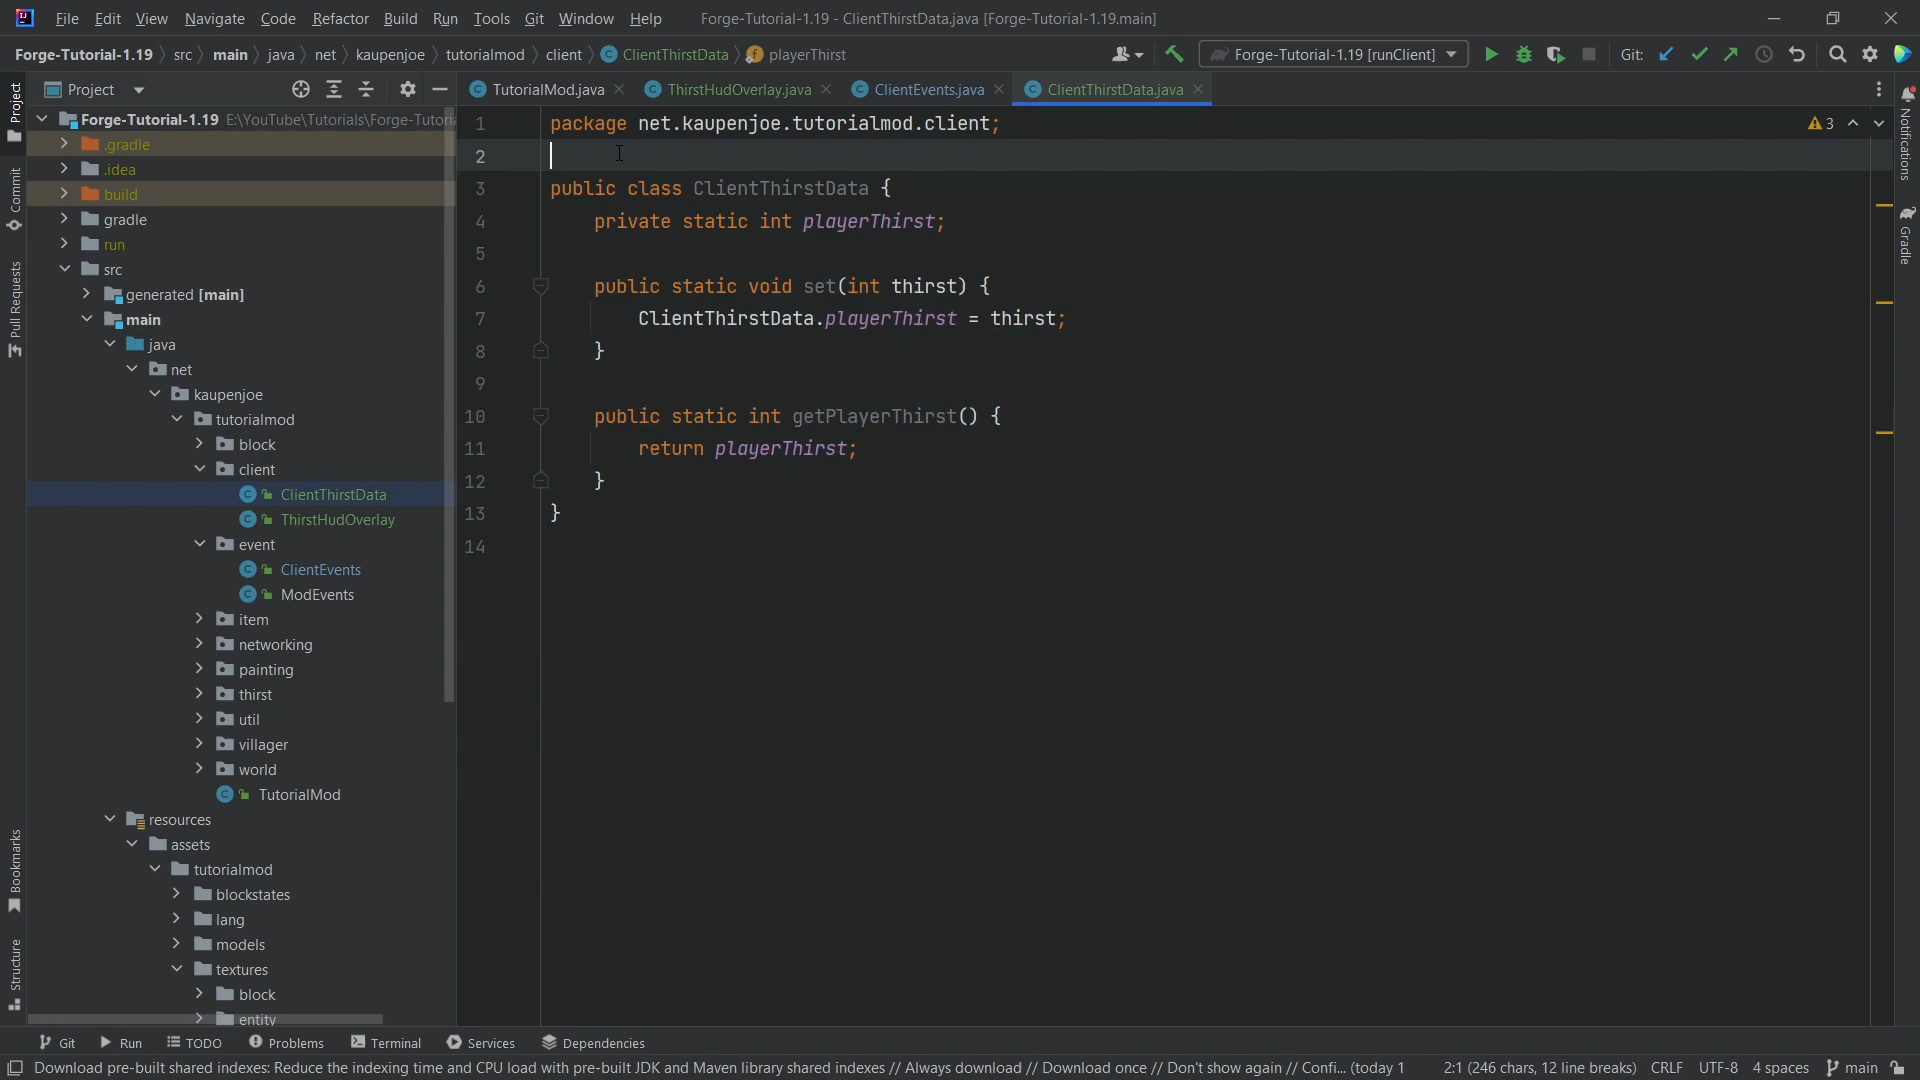 File Edit View Navigate Code Refactor Build Run Tools Git Window Help Forge-Tutorial-1.19 - ClientThirstData.java [Forge-Tutorial-1.19.main]
Forge-Tutorial-1.19 src main java net kaupenjoe tutorialmod client ClientThirstData playerThirst Forge-Tutorial-1.19 [runClient] Git:
Project TutorialMod.java ThirstHudOverlay.java ClientEvents.java ClientThirstData.java
Forge-Tutorial-1.19 E:\YouTube\Tutorials\Forge-Tutori
.gradle
.idea
build
gradle
run
src
generated [main]
main
java
net
kaupenjoe
tutorialmod
block
client
ClientThirstData
ThirstHudOverlay
event
ClientEvents
ModEvents
item
networking
painting
thirst
util
villager
world
TutorialMod
resources
assets
tutorialmod
blockstates
lang
models
textures
block
entity
1 package net.kaupenjoe.tutorialmod.client;
2
3 public class ClientThirstData {
4 private static int playerThirst;
5
6 public static void set(int thirst) {
7 ClientThirstData.playerThirst = thirst;
8 }
9
10 public static int getPlayerThirst() {
11 return playerThirst;
12 }
13 }
14
3
Project
Commit
Pull Requests
Bookmarks
Structure
Notifications
Gradle
Git Run TODO Problems Terminal Services Dependencies
Download pre-built shared indexes: Reduce the indexing time and CPU load with pre-built JDK and Maven library shared indexes // Always download // Download once // Don't show again // Confi... (today 1 2:1 (246 chars, 12 line breaks) CRLF UTF-8 4 spaces main